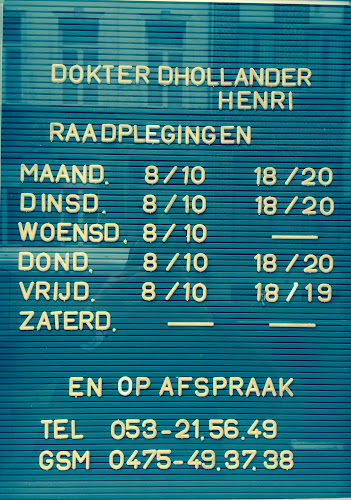 DOKTER DHOLLANDER
HENRI
RAADPLEGINGEN
MAAND. 8/10 18/20
DINSD. 8/10 18/20
WOENSD. 8/10 —
DOND. 8/10 18/20
VRIJD. 8/10 18/19
ZATERD. — —
EN OP AFSPRAAK
TEL 053-21.56.49
GSM 0475-49.37.38